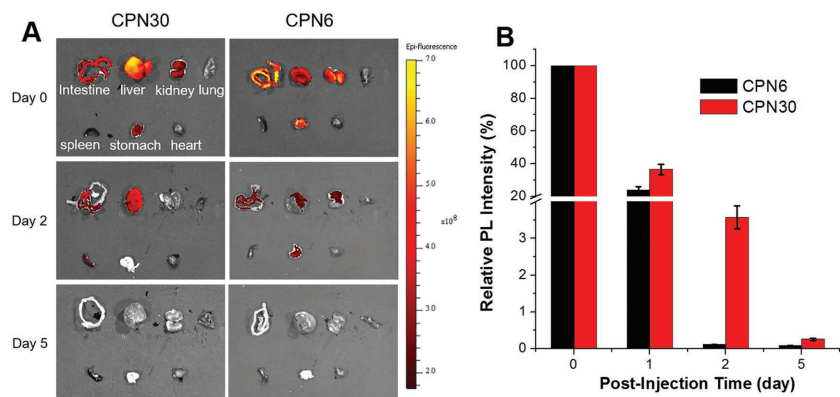 A
CPN30
CPN6
Day 0
Intestine liver kidney lung
spleen stomach heart
Day 2
Day 5
Epi-fluorescence
7.0
6.0
5.0
x10⁸
4.0
3.0
2.0
B
Relative PL Intensity (%)
100
80
60
40
20
3
2
1
0
CPN6
CPN30
0 1 2 5
Post-Injection Time (day)